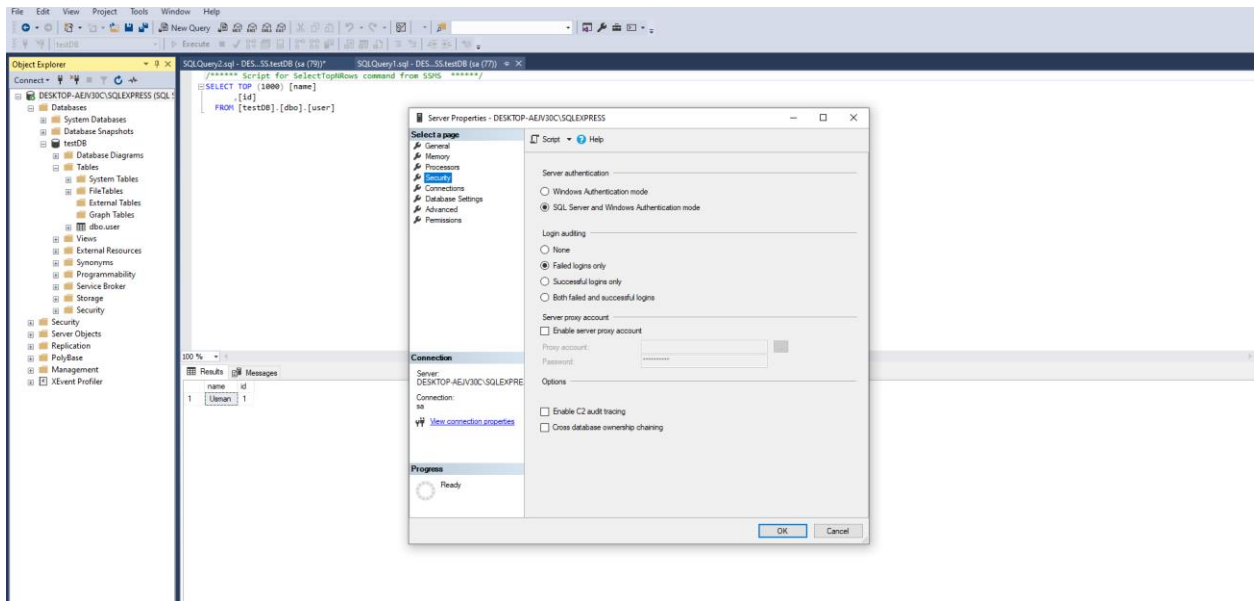 File Edit View Project Tools Window Help
New Query
testDB Execute
Object Explorer
Connect
DESKTOP-AEJV30C\SQLEXPRESS (SQL S
Databases
System Databases
Database Snapshots
testDB
Database Diagrams
Tables
System Tables
FileTables
External Tables
Graph Tables
dbo.user
Views
External Resources
Synonyms
Programmability
Service Broker
Storage
Security
Security
Server Objects
Replication
PolyBase
Management
XEvent Profiler
SQLQuery2.sql - DES...SS.testDB (sa (79))* SQLQuery1.sql - DES...SS.testDB (sa (77))
/****** Script for SelectTopNRows command from SSMS ******/
SELECT TOP (1000) [name]
,[id]
FROM [testDB].[dbo].[user]
100 %
Results Messages
name id
1 Usman 1
Server Properties - DESKTOP-AEJV30C\SQLEXPRESS
Select a page
General
Memory
Processors
Security
Connections
Database Settings
Advanced
Permissions
Connection
Server:
DESKTOP-AEJV30C\SQLEXPRE
Connection:
sa
View connection properties
Progress
Ready
Script Help
Server authentication
Windows Authentication mode
SQL Server and Windows Authentication mode
Login auditing
None
Failed logins only
Successful logins only
Both failed and successful logins
Server proxy account
Enable server proxy account
Proxy account:
Password: **********
Options
Enable C2 audit tracing
Cross database ownership chaining
OK Cancel